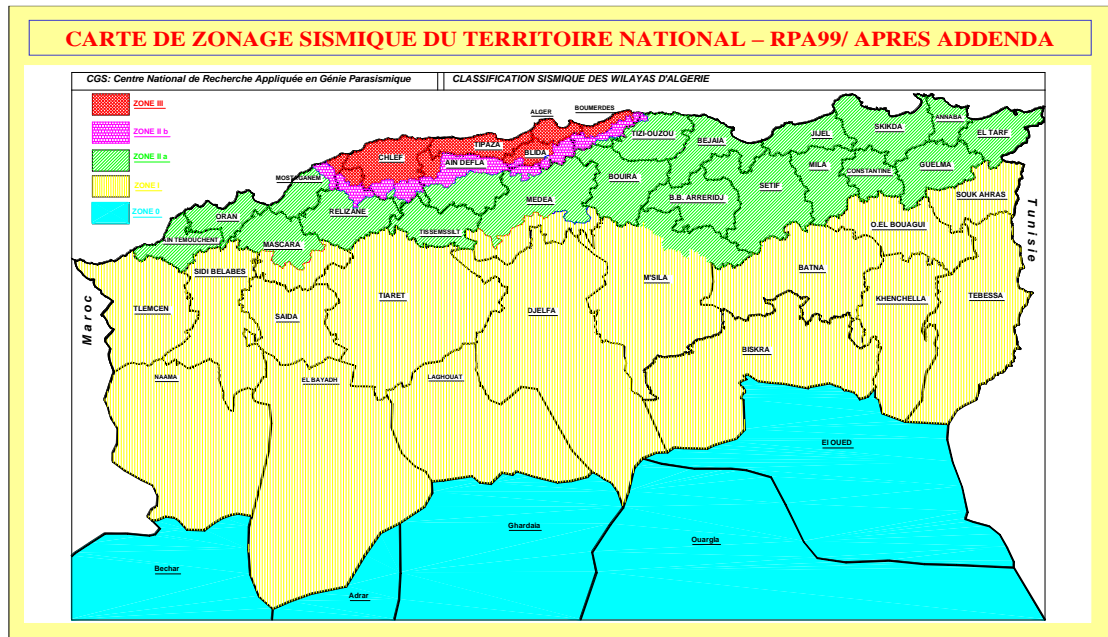 CARTE DE ZONAGE SISMIQUE DU TERRITOIRE NATIONAL – RPA99/ APRES ADDENDA
CGS: Centre National de Recherche Appliquée en Génie Parasismique
CLASSIFICATION SISMIQUE DES WILAYAS D'ALGERIE
ZONE III
ZONE II b
ZONE II a
ZONE I
ZONE 0
ALGER
BOUMERDES
TIPAZA
BLIDA
CHLEF
AIN DEFLA
TIZI-OUZOU
BEJAIA
JIJEL
SKIKDA
ANNABA
EL TARF
MOSTAGANEM
RELIZANE
MEDEA
BOUIRA
B.B. ARRERIDJ
SETIF
MILA
CONSTANTINE
GUELMA
SOUK AHRAS
ORAN
IN TEMOUCHENT
MASCARA
TISSEMSSILT
O.EL BOUAGUI
Tunisie
Maroc
TLEMCEN
SIDI BELABES
SAIDA
TIARET
DJELFA
M'SILA
BATNA
KHENCHELLA
TEBESSA
NAAMA
EL BAYADH
LAGHOUAT
BISKRA
El OUED
Ghardaia
Ouargla
Bechar
Adrar